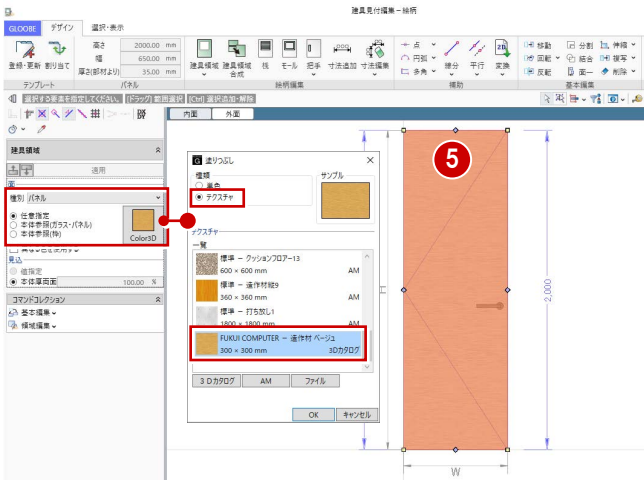 建具見付編集－絵柄
GLOOBE デザイン 選択・表示
登録・更新 割り当て
高さ 2000.00 mm
幅 650.00 mm
厚さ(部材より) 35.00 mm
建具領域 建具領域合成 桟 モール 把手 寸法追加 寸法編集
点 円弧 多角 線分 平行 変換
移動 分割 伸縮
回転 結合 複写
反転 面一 削除
テンプレート パネル 絵柄編集 補助 基本編集
選択する要素を指定してください。 [ドラッグ] 範囲選択 [Ctrl] 選択追加・解除
内面 外面
建具領域
適用
面
種別 パネル
任意指定
本体参照(ガラス・パネル)
本体参照(枠)
Color3D
異なる色を使用する
見込
値指定
本体厚両面 100.00 %
コマンドコレクション
基本編集
領域編集
塗りつぶし
種類
単色
テクスチャ
サンプル
テクスチャ
一覧
標準 － クッションフロアー13
600 × 600 mm AM
標準 － 造作材縦9
360 × 360 mm AM
標準 － 打ち放し1
1800 × 1800 mm AM
FUKUI COMPUTER － 造作材 ベージュ
300 × 300 mm 3Dカタログ
3Dカタログ AM ファイル
OK キャンセル
5
H
2,000
W